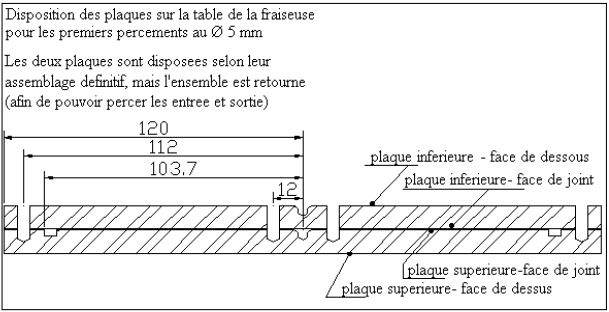 Disposition des plaques sur la table de la fraiseuse
pour les premiers percements au Ø 5 mm
Les deux plaques sont disposees selon leur
assemblage definitif, mais l'ensemble est retourne
(afin de pouvoir percer les entree et sortie)
120
112
103.7
12
plaque inferieure - face de dessous
plaque inferieure- face de joint
plaque superieure-face de joint
plaque superieure- face de dessus